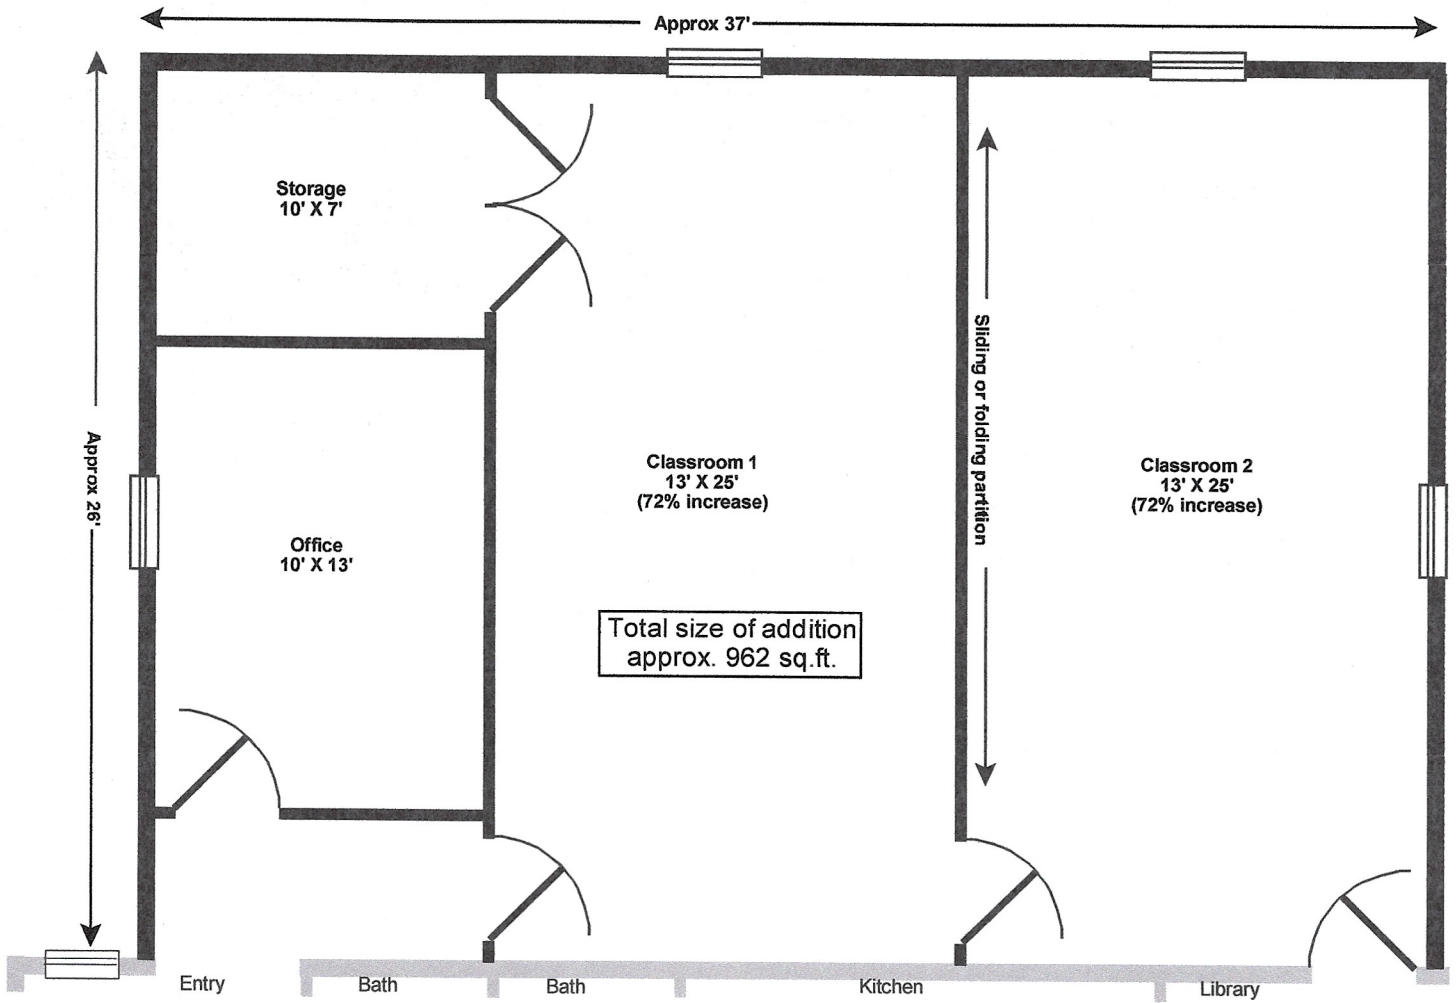 Approx 37'
Storage
10' X 7'
Approx 26'
Sliding or folding partition
Classroom 1
13' X 25'
(72% increase)
Classroom 2
13' X 25'
(72% increase)
Office
10' X 13'
Total size of addition
approx. 962 sq.ft.
Entry
Bath
Bath
Kitchen
Library